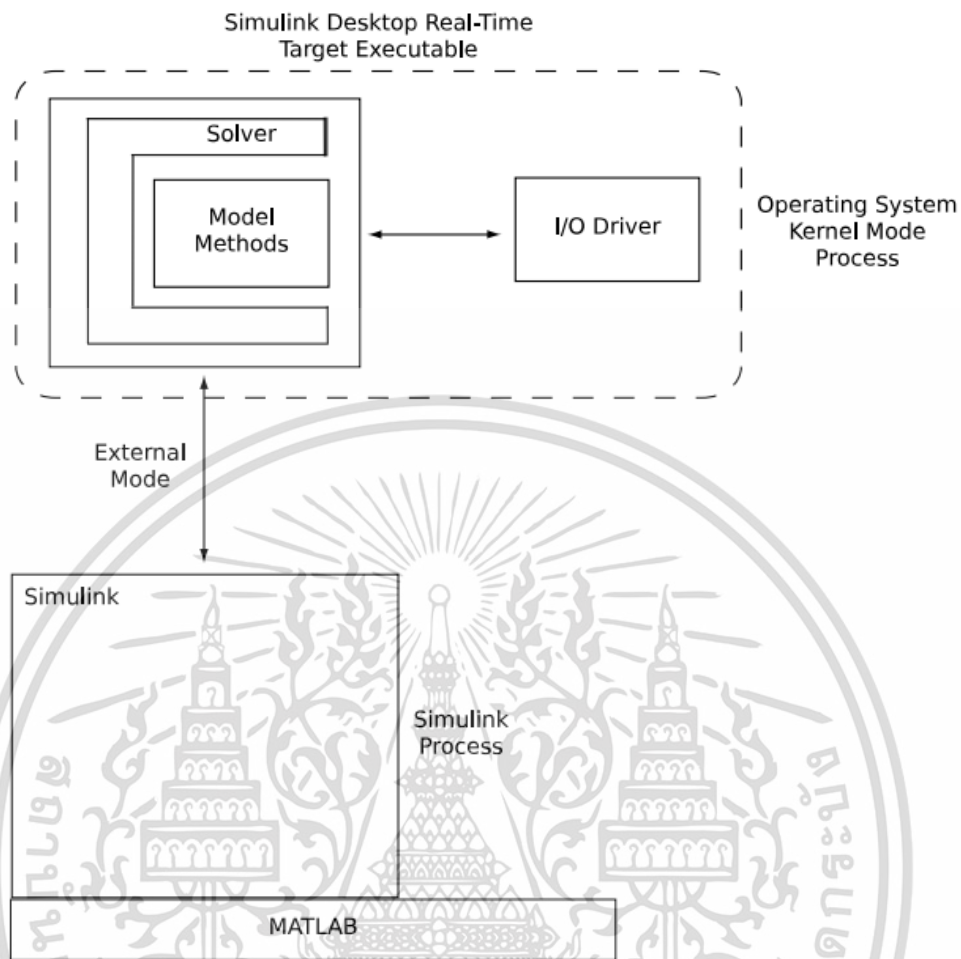 Simulink Desktop Real-Time
Target Executable
Solver
Model
Methods
I/O Driver
Operating System
Kernel Mode
Process
External
Mode
Simulink
Simulink
Process
MATLAB